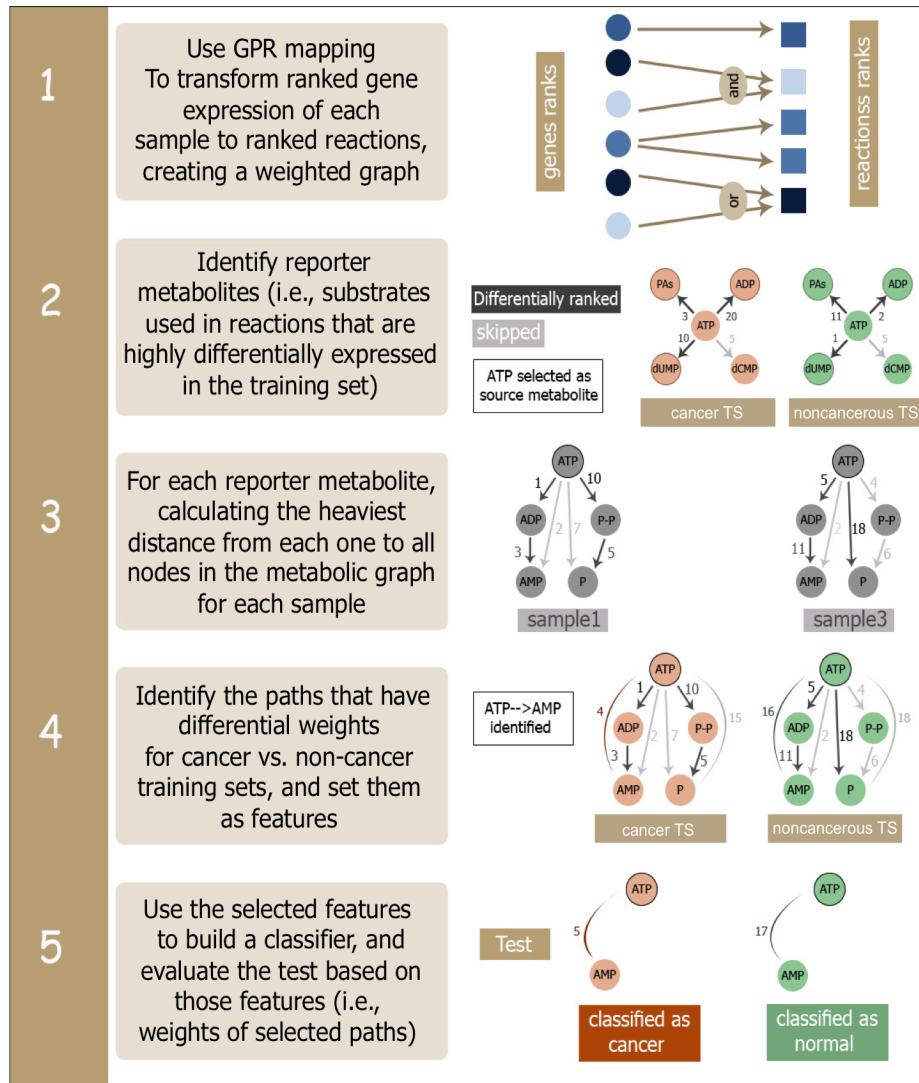 1
Use GPR mapping
To transform ranked gene
expression of each
sample to ranked reactions,
creating a weighted graph
genes ranks
and
or
reactionss ranks
2
Identify reporter
metabolites (i.e., substrates
used in reactions that are
highly differentially expressed
in the training set)
Differentially ranked
skipped
ATP selected as
source metabolite
PAs
ADP
3
20
ATP
10
5
dUMP
dCMP
cancer TS
PAs
ADP
11
2
ATP
1
5
dUMP
dCMP
noncancerous TS
3
For each reporter metabolite,
calculating the heaviest
distance from each one to all
nodes in the metabolic graph
for each sample
ATP
1
10
ADP
2
7
P-P
3
5
AMP
P
sample1
ATP
5
4
ADP
2
18
P-P
11
6
AMP
P
sample3
4
Identify the paths that have
differential weights
for cancer vs. non-cancer
training sets, and set them
as features
ATP-->AMP
identified
ATP
1
10
4
15
ADP
2
7
P-P
3
5
AMP
P
cancer TS
ATP
5
4
16
18
ADP
2
18
P-P
11
6
AMP
P
noncancerous TS
5
Use the selected features
to build a classifier, and
evaluate the test based on
those features (i.e.,
weights of selected paths)
Test
ATP
5
AMP
classified as
cancer
ATP
17
AMP
classified as
normal